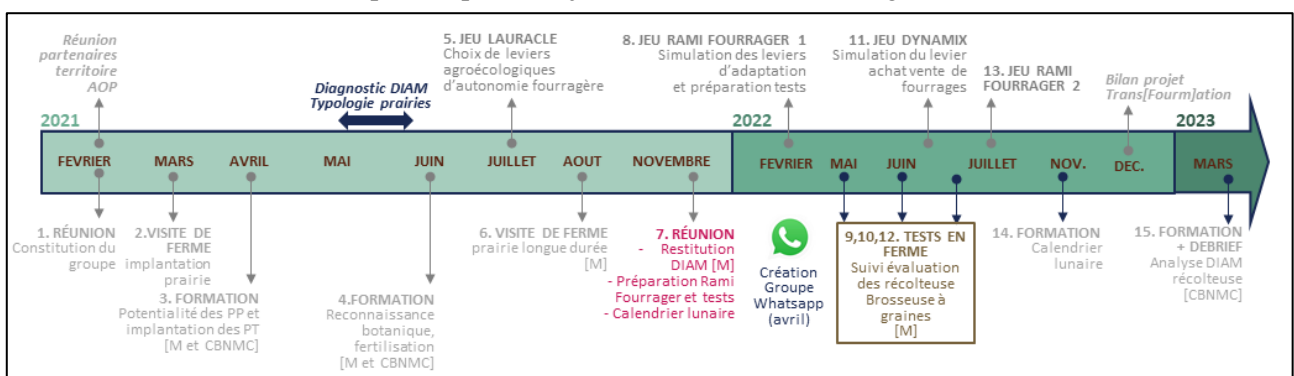 Réunion
partenaires
territoire
AOP
Diagnostic DIAM
Typologie prairies
5. JEU LAURACLE
Choix de leviers
agroécologiques
d'autonomie fourragère
8. JEU RAMI FOURRAGER 1
Simulation des leviers
d'adaptation
et préparation tests
11. JEU DYNAMIX
Simulation du levier
achat vente de
fourrages
13. JEU RAMI
FOURRAGER 2
Bilan projet
Trans[Fourm]ation
2021
2022
2023
FEVRIER
MARS
AVRIL
MAI
JUIN
JUILLET
AOUT
NOVEMBRE
FEVRIER
MAI
JUIN
JUILLET
NOV.
DEC.
MARS
1. RÉUNION
Constitution du
groupe
2.VISITE DE
FERME
implantation
prairie
3. FORMATION
Potentialité des PP et
implantation des PT
[M et CBNMC]
4.FORMATION
Reconnaissance
botanique,
fertilisation
[M et CBNMC]
6. VISITE DE FERME
prairie longue durée
[M]
7. RÉUNION
- Restitution
DIAM [M]
- Préparation Rami
Fourrager et tests
- Calendrier lunaire
Création
Groupe
Whatsapp
(avril)
9,10,12. TESTS EN
FERME
Suivi évaluation
des récolteuse
Brosseuse à
graines
[M]
14. FORMATION
Calendrier
lunaire
15. FORMATION
+ DEBRIEF
Analyse DIAM
récolteuse
[CBNMC]